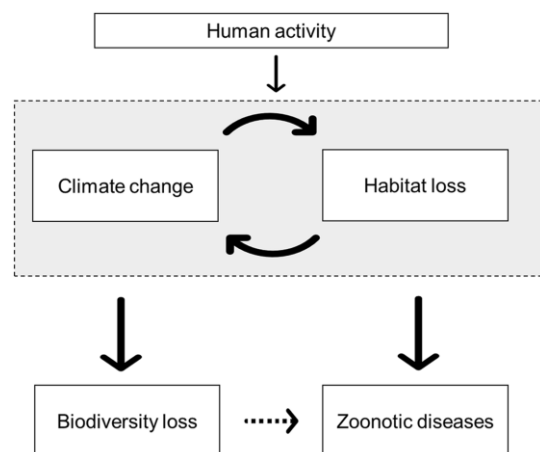 Human activity
Climate change
Habitat loss
Biodiversity loss
Zoonotic diseases